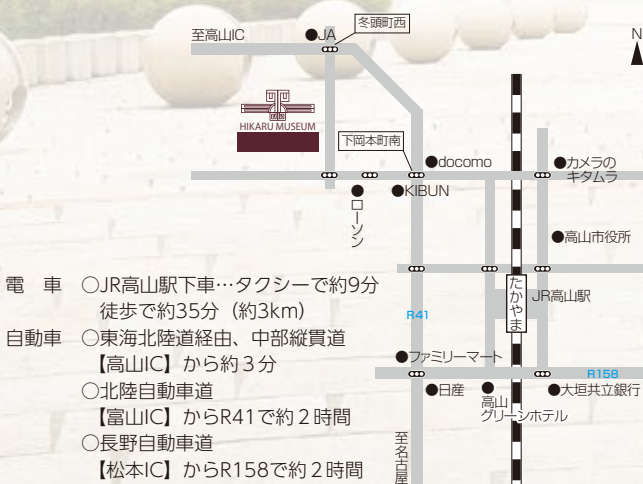 至高山IC
●JA
冬頭町西
N
HIKARU MUSEUM
下岡本町南
●docomo
●カメラの
キタムラ
●KIBUN
ローソン
●高山市役所
たかやま
JR高山駅
R41
●ファミリーマート
R158
●日産
高山
グリーンホテル
●大垣共立銀行
至名古屋
電　車　○JR高山駅下車…タクシーで約9分
徒歩で約35分（約3km）
自動車　○東海北陸道経由、中部縦貫道
【高山IC】から約３分
○北陸自動車道
【富山IC】からR41で約２時間
○長野自動車道
【松本IC】からR158で約２時間